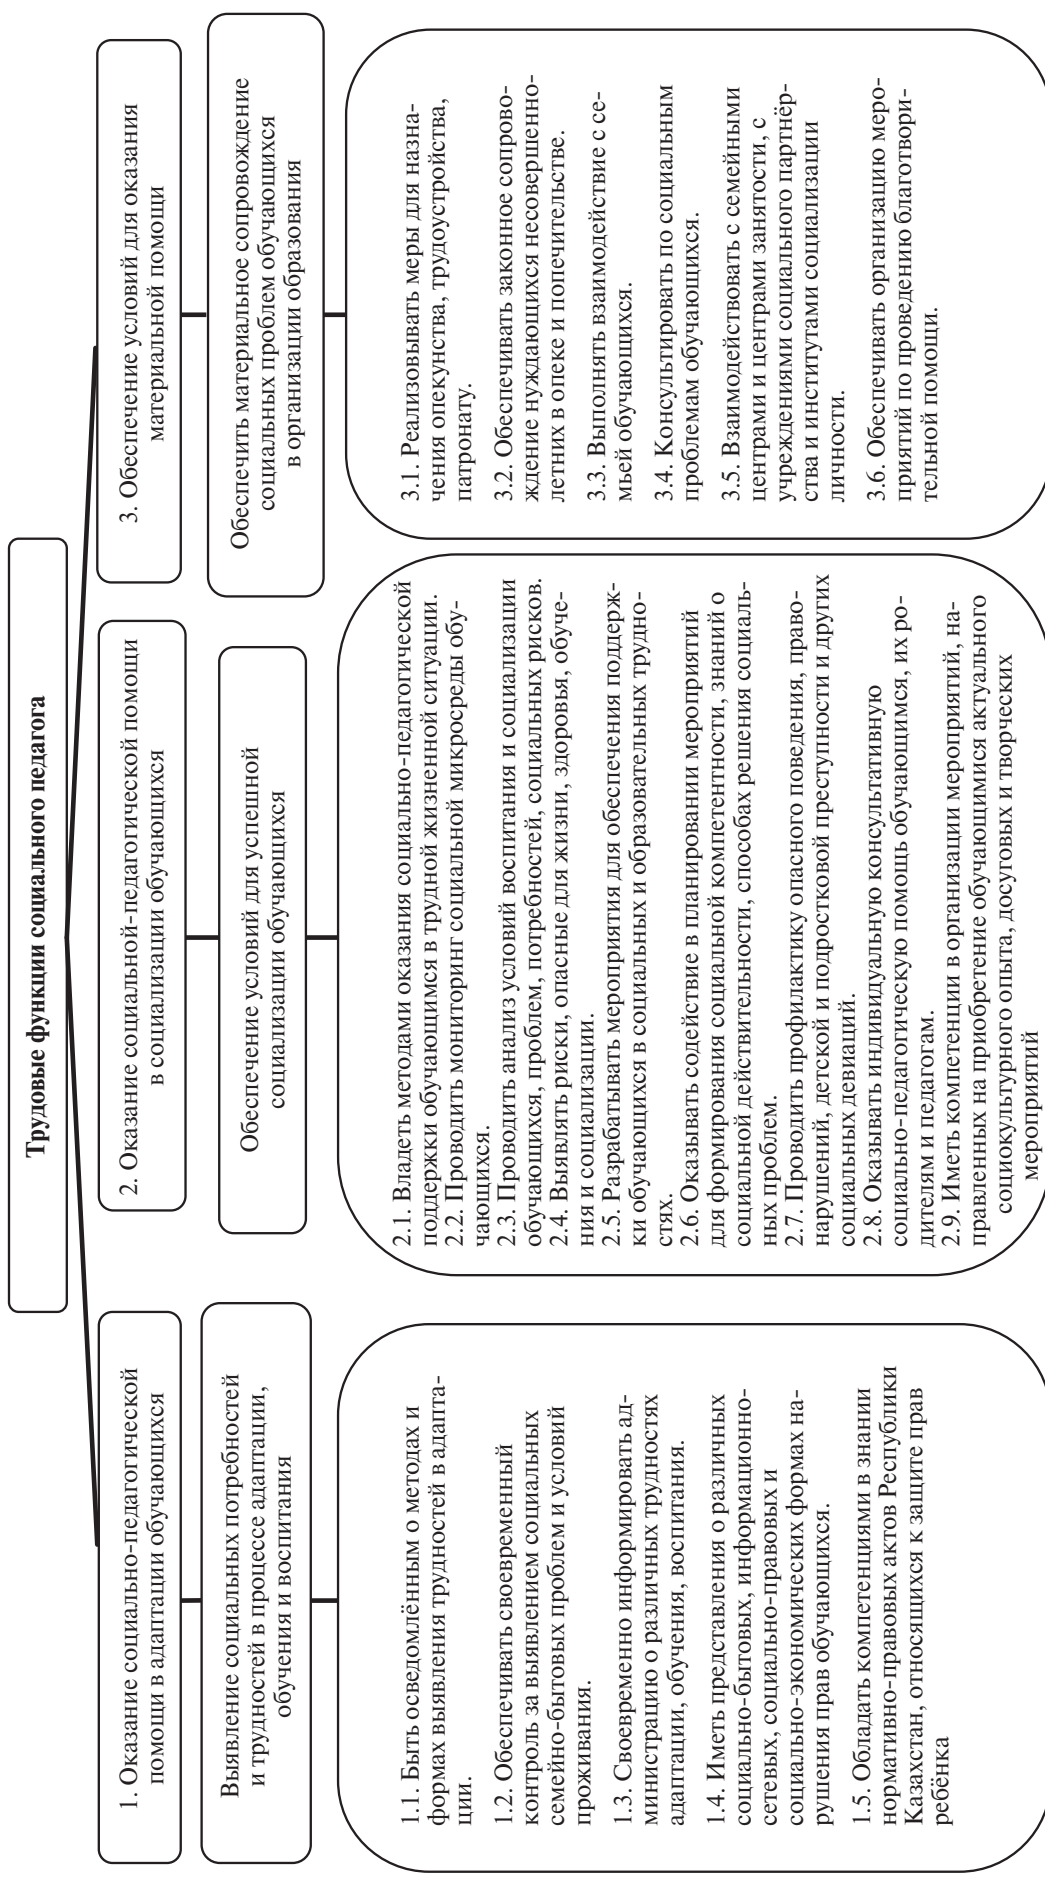 Трудовые функции социального педагога
1. Оказание социально-педагогической
помощи в адаптации обучающихся
Выявление социальных потребностей
и трудностей в процессе адаптации,
обучения и воспитания
1.1. Быть осведомлённым о методах и
формах выявления трудностей в адапта-
ции.
1.2. Обеспечивать своевременный
контроль за выявлением социальных
семейно-бытовых проблем и условий
проживания.
1.3. Своевременно информировать ад-
министрацию о различных трудностях
адаптации, обучения, воспитания.
1.4. Иметь представления о различных
социально-бытовых, информационно-
сетевых, социально-правовых и
социально-экономических формах на-
рушения прав обучающихся.
1.5. Обладать компетенциями в знании
нормативно-правовых актов Республики
Казахстан, относящихся к защите прав
ребёнка
2. Оказание социальной-педагогической помощи
в социализации обучающихся
Обеспечение условий для успешной
социализации обучающихся
2.1. Владеть методами оказания социально-педагогической
поддержки обучающимся в трудной жизненной ситуации.
2.2. Проводить мониторинг социальной микросреды обу-
чающихся.
2.3. Проводить анализ условий воспитания и социализации
обучающихся, проблем, потребностей, социальных рисков.
2.4. Выявлять риски, опасные для жизни, здоровья, обуче-
ния и социализации.
2.5. Разрабатывать мероприятия для обеспечения поддерж-
ки обучающихся в социальных и образовательных трудно-
стях.
2.6. Оказывать содействие в планировании мероприятий
для формирования социальной компетентности, знаний о
социальной действительности, способах решения социаль-
ных проблем.
2.7. Проводить профилактику опасного поведения, право-
нарушений, детской и подростковой преступности и других
социальных девиаций.
2.8. Оказывать индивидуальную консультативную
социально-педагогическую помощь обучающимся, их ро-
дителям и педагогам.
2.9. Иметь компетенции в организации мероприятий, на-
правленных на приобретение обучающимися актуального
социокультурного опыта, досуговых и творческих
мероприятий
3. Обеспечение условий для оказания
материальной помощи
Обеспечить материальное сопровождение
социальных проблем обучающихся
в организации образования
3.1. Реализовывать меры для назна-
чения опекунства, трудоустройства,
патронату.
3.2. Обеспечивать законное сопрово-
ждение нуждающихся несовершенно-
летних в опеке и попечительстве.
3.3. Выполнять взаимодействие с се-
мьей обучающихся.
3.4. Консультировать по социальным
проблемам обучающихся.
3.5. Взаимодействовать с семейными
центрами и центрами занятости, с
учреждениями социального партнёр-
ства и институтами социализации
личности.
3.6. Обеспечивать организацию меро-
приятий по проведению благотвори-
тельной помощи.